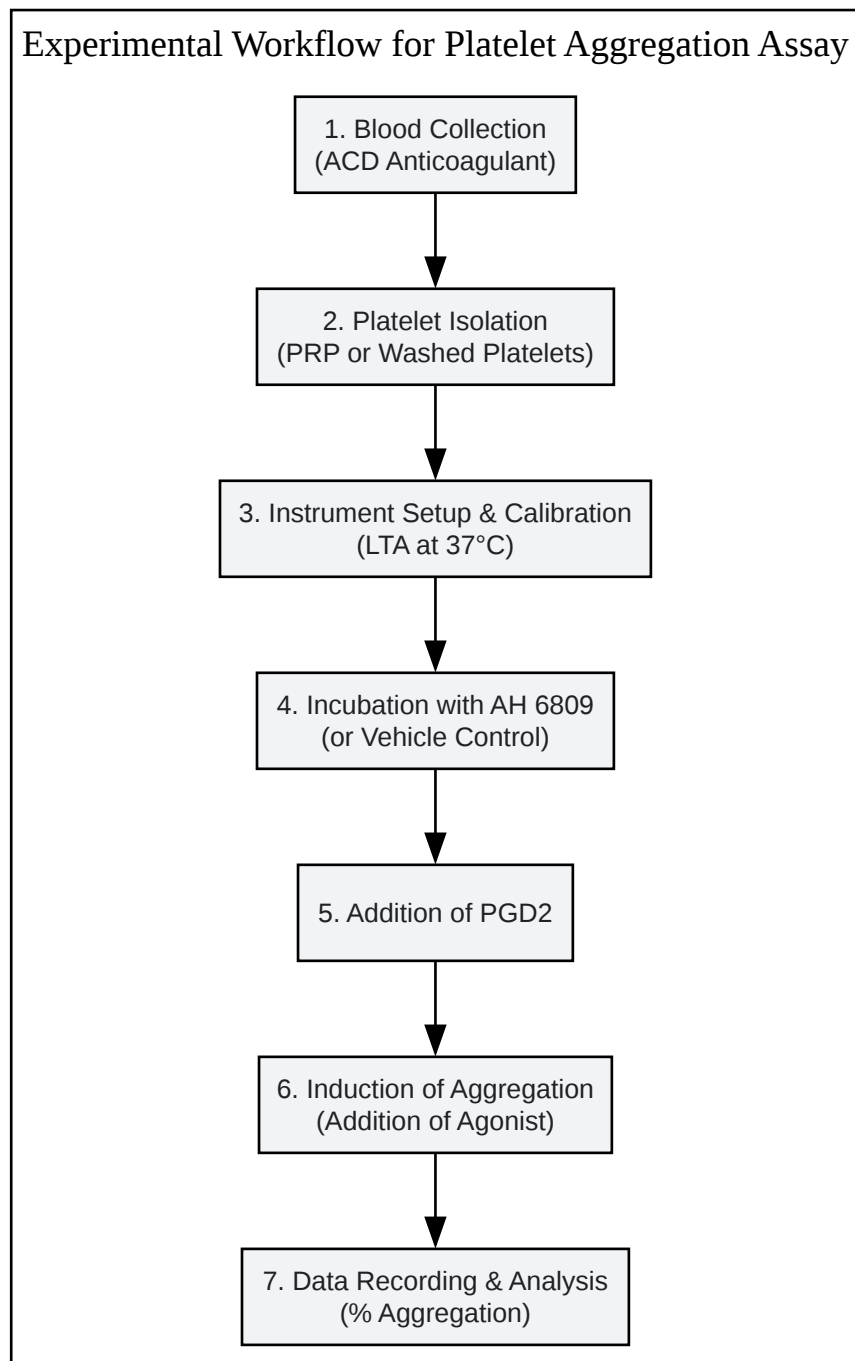 Experimental Workflow for Platelet Aggregation Assay
1. Blood Collection
(ACD Anticoagulant)
2. Platelet Isolation
(PRP or Washed Platelets)
3. Instrument Setup & Calibration
(LTA at 37°C)
4. Incubation with AH 6809
(or Vehicle Control)
5. Addition of PGD2
6. Induction of Aggregation
(Addition of Agonist)
7. Data Recording & Analysis
(% Aggregation)